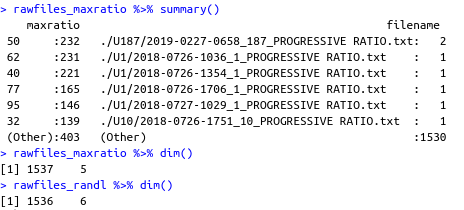 > rawfiles_maxratio %>% summary()
maxratio filename
50 :232 ./U187/2019-0227-0658_187_PROGRESSIVE RATIO.txt: 2
62 :231 ./U1/2018-0726-1036_1_PROGRESSIVE RATIO.txt : 1
40 :221 ./U1/2018-0726-1354_1_PROGRESSIVE RATIO.txt : 1
77 :165 ./U1/2018-0726-1706_1_PROGRESSIVE RATIO.txt : 1
95 :146 ./U1/2018-0727-1029_1_PROGRESSIVE RATIO.txt : 1
32 :139 ./U10/2018-0726-1751_10_PROGRESSIVE RATIO.txt : 1
(Other):403 (Other) :1530
> rawfiles_maxratio %>% dim()
[1] 1537 5
> rawfiles_randl %>% dim()
[1] 1536 6